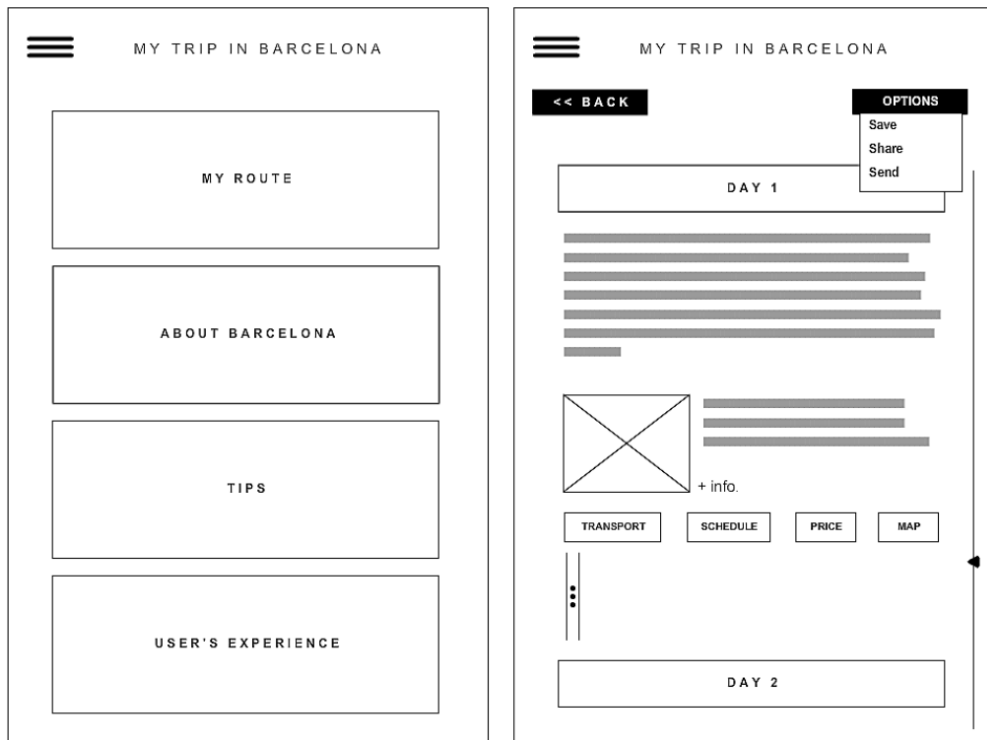 MY TRIP IN BARCELONA
MY ROUTE
ABOUT BARCELONA
TIPS
USER'S EXPERIENCE
MY TRIP IN BARCELONA
<< BACK
OPTIONS
Save
Share
Send
DAY 1
+ info.
TRANSPORT
SCHEDULE
PRICE
MAP
DAY 2